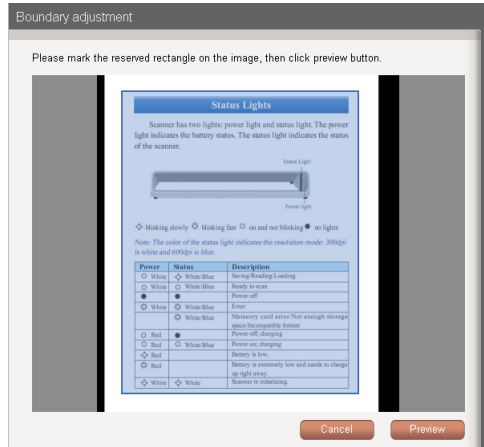 Boundary adjustment
Please mark the reserved rectangle on the image, then click preview button.
Status Lights
Scanner has two lights: power light and status light. The power
light indicates the battery status. The status light indicates the status
of the scanner.
Status Light
Power light
blinking slowly blinking fast on and not blinking no lights
Note: The color of the status light indicates the resolution mode: 300dpi
is white and 600dpi is blue.
Power Status Description
White White/Blue Saving/Reading/Loading
White White/Blue Ready to scan
Power off
White White/Blue Error
White/Blue Memory card error/Not enough storage
space/Incompatible format
Red Power off; charging
Red White/Blue Power on; charging
Red Battery is low.
Red Battery is extremely low and needs to charge
up right away.
White White Scanner is initializing.
Cancel Preview